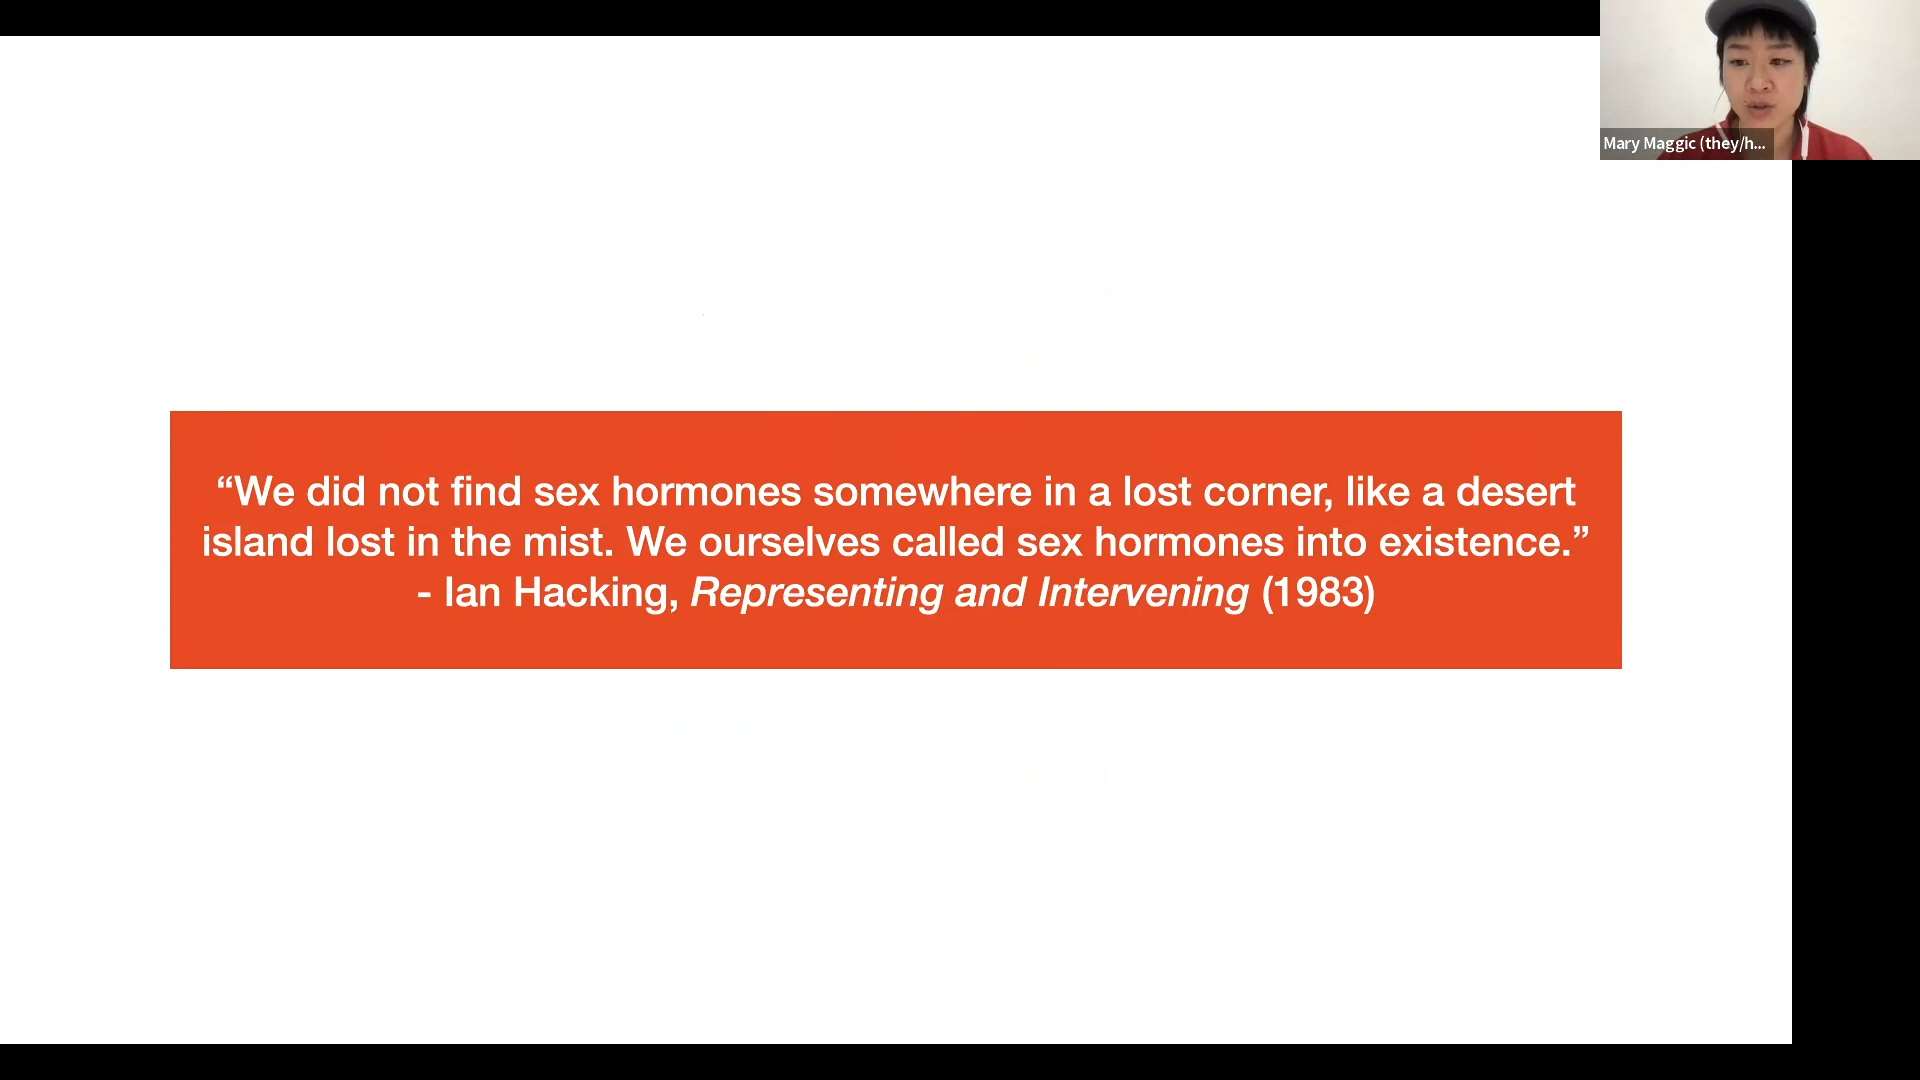 Mary Maggic (they/h...
“We did not find sex hormones somewhere in a lost corner, like a desert
island lost in the mist. We ourselves called sex hormones into existence.”
- Ian Hacking, Representing and Intervening (1983)